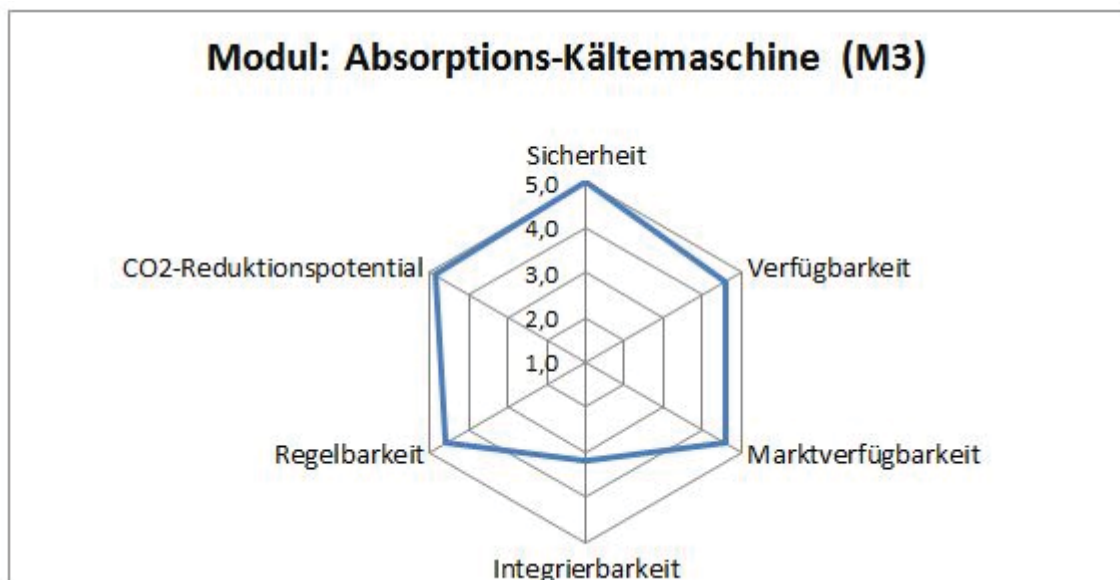 Modul: Absorptions-Kältemaschine (M3)
Sicherheit
5,0
4,0
CO2-Reduktionspotential
Verfügbarkeit
3,0
2,0
1,0
Regelbarkeit
Marktverfügbarkeit
Integrierbarkeit